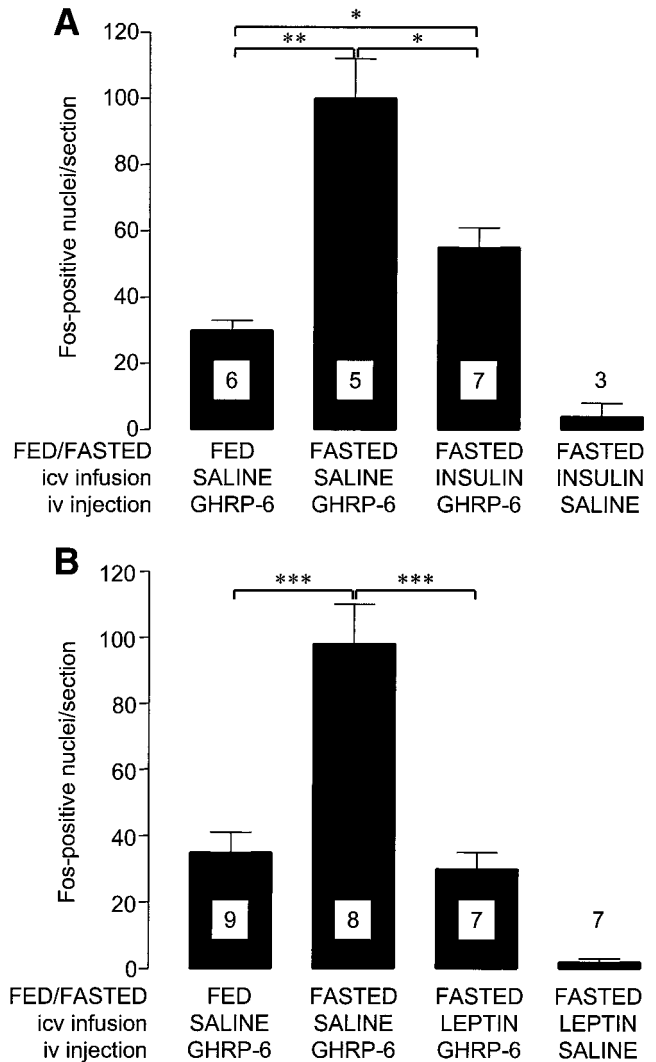 A
* 
** *
120
100
80
60
40
20
0
Fos-positive nuclei/section
6 5 7 3
FED/FASTED FED FASTED FASTED FASTED
icv infusion SALINE SALINE INSULIN INSULIN
iv injection GHRP-6 GHRP-6 GHRP-6 SALINE
B
*** ***
120
100
80
60
40
20
0
Fos-positive nuclei/section
9 8 7 7
FED/FASTED FED FASTED FASTED FASTED
icv infusion SALINE SALINE LEPTIN LEPTIN
iv injection GHRP-6 GHRP-6 GHRP-6 SALINE